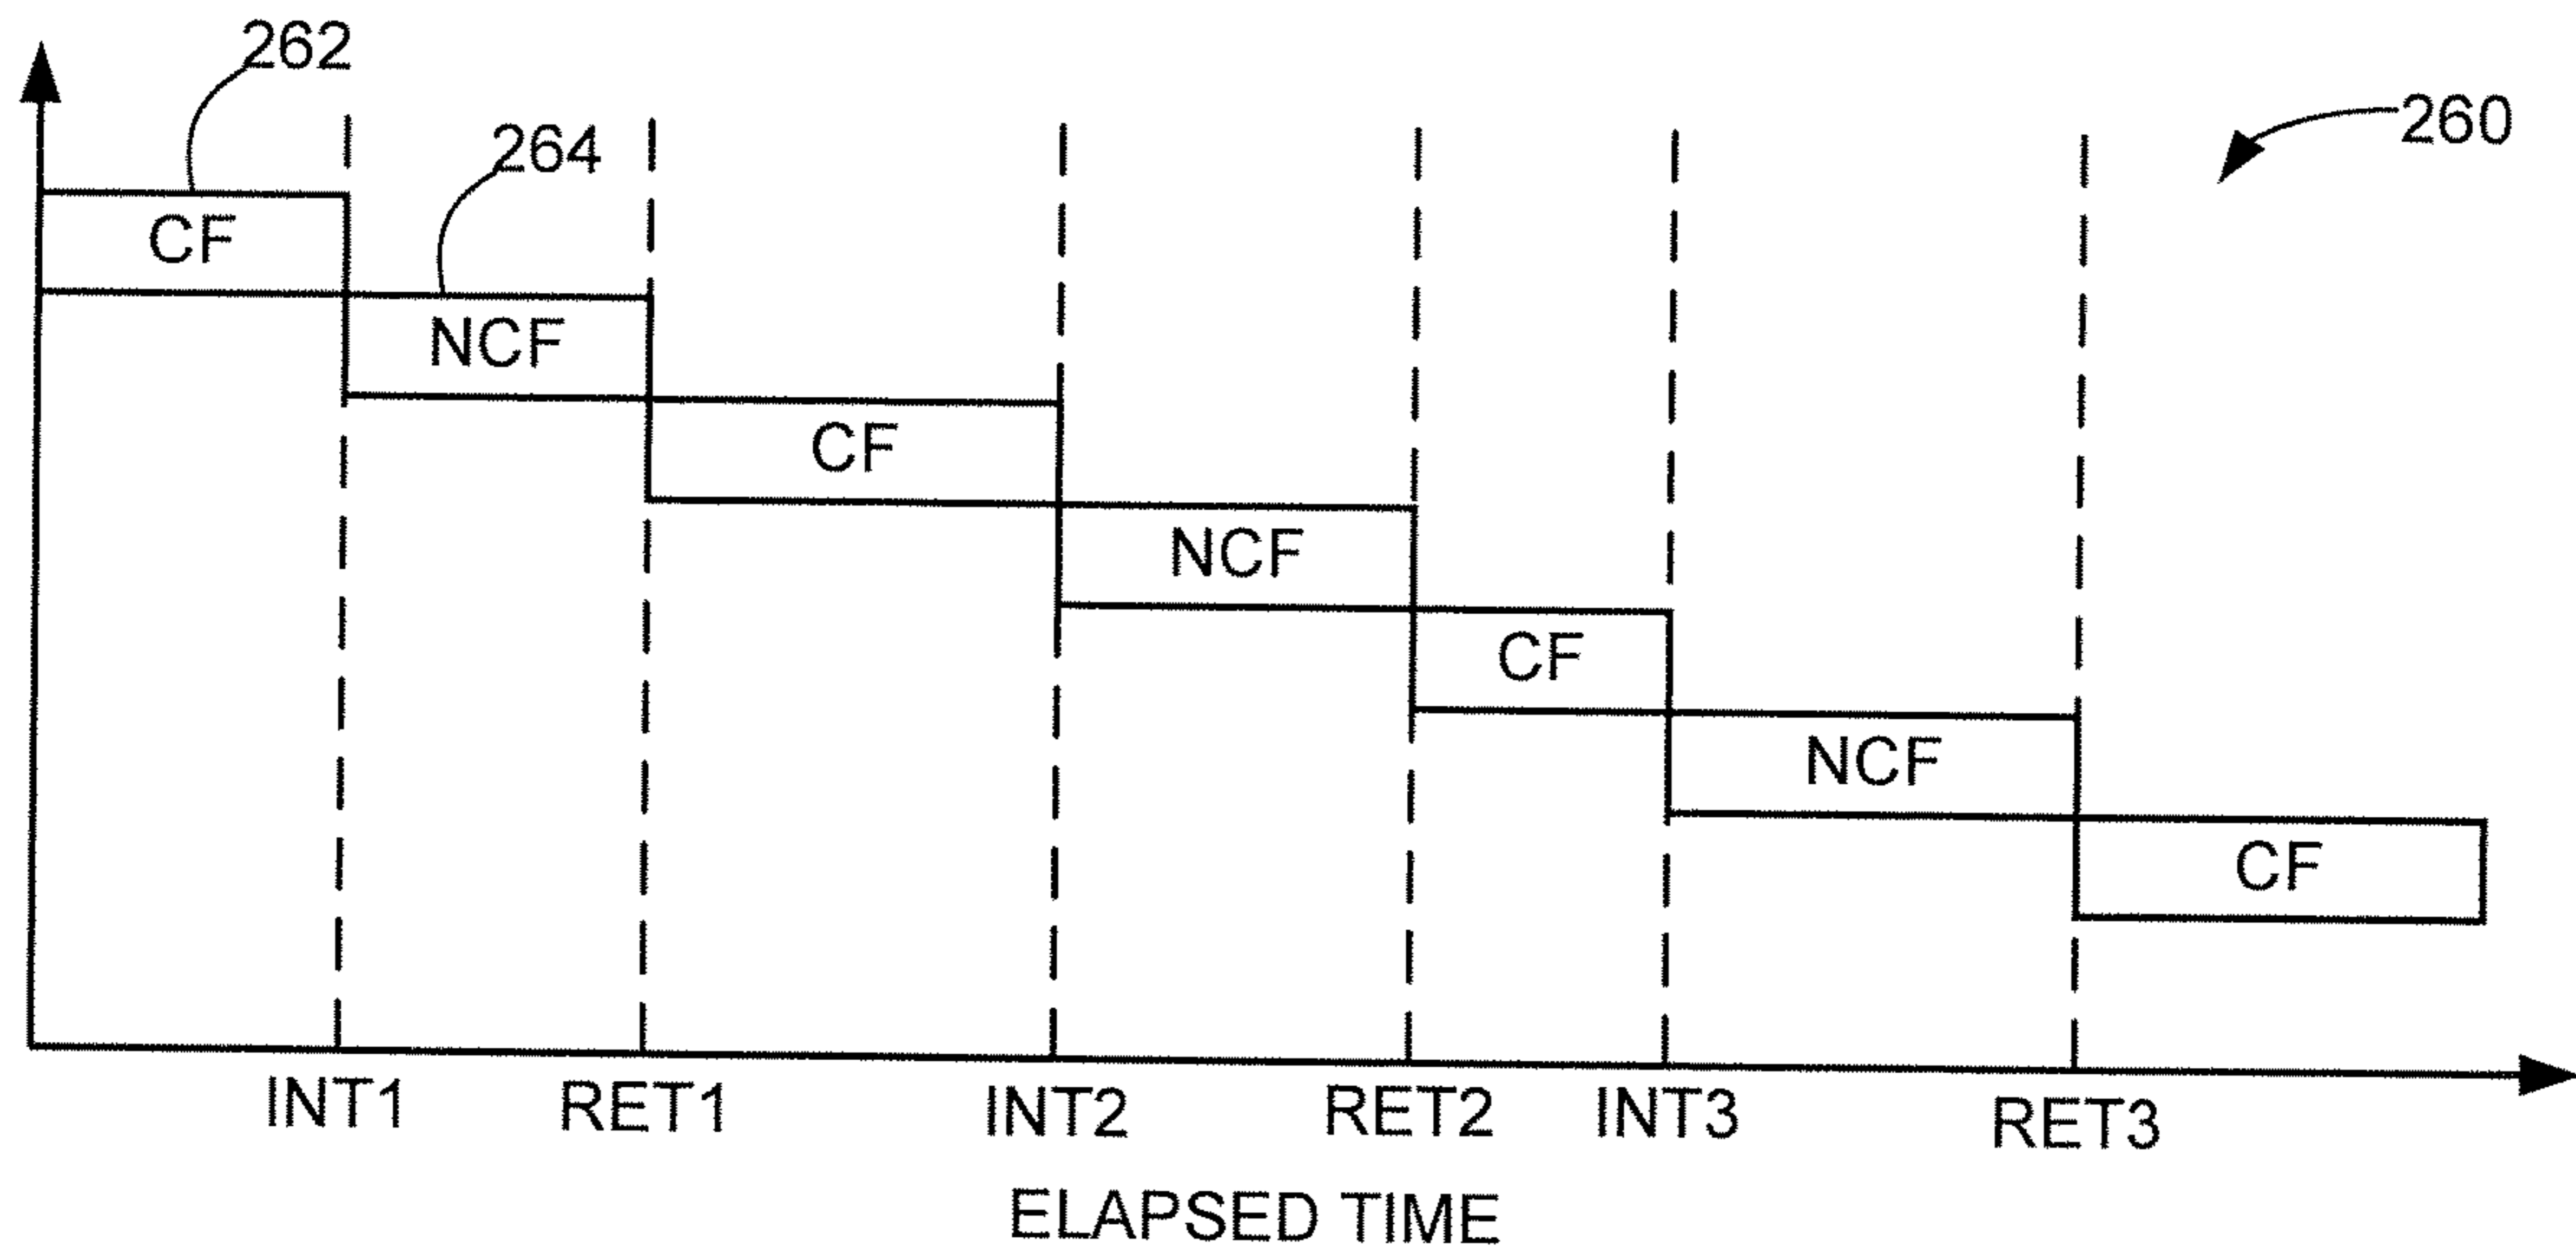 262
260
264
CF
NCF
CF
NCF
CF
NCF
CF
INT1
RET1
INT2
RET2
INT3
RET3
ELAPSED TIME